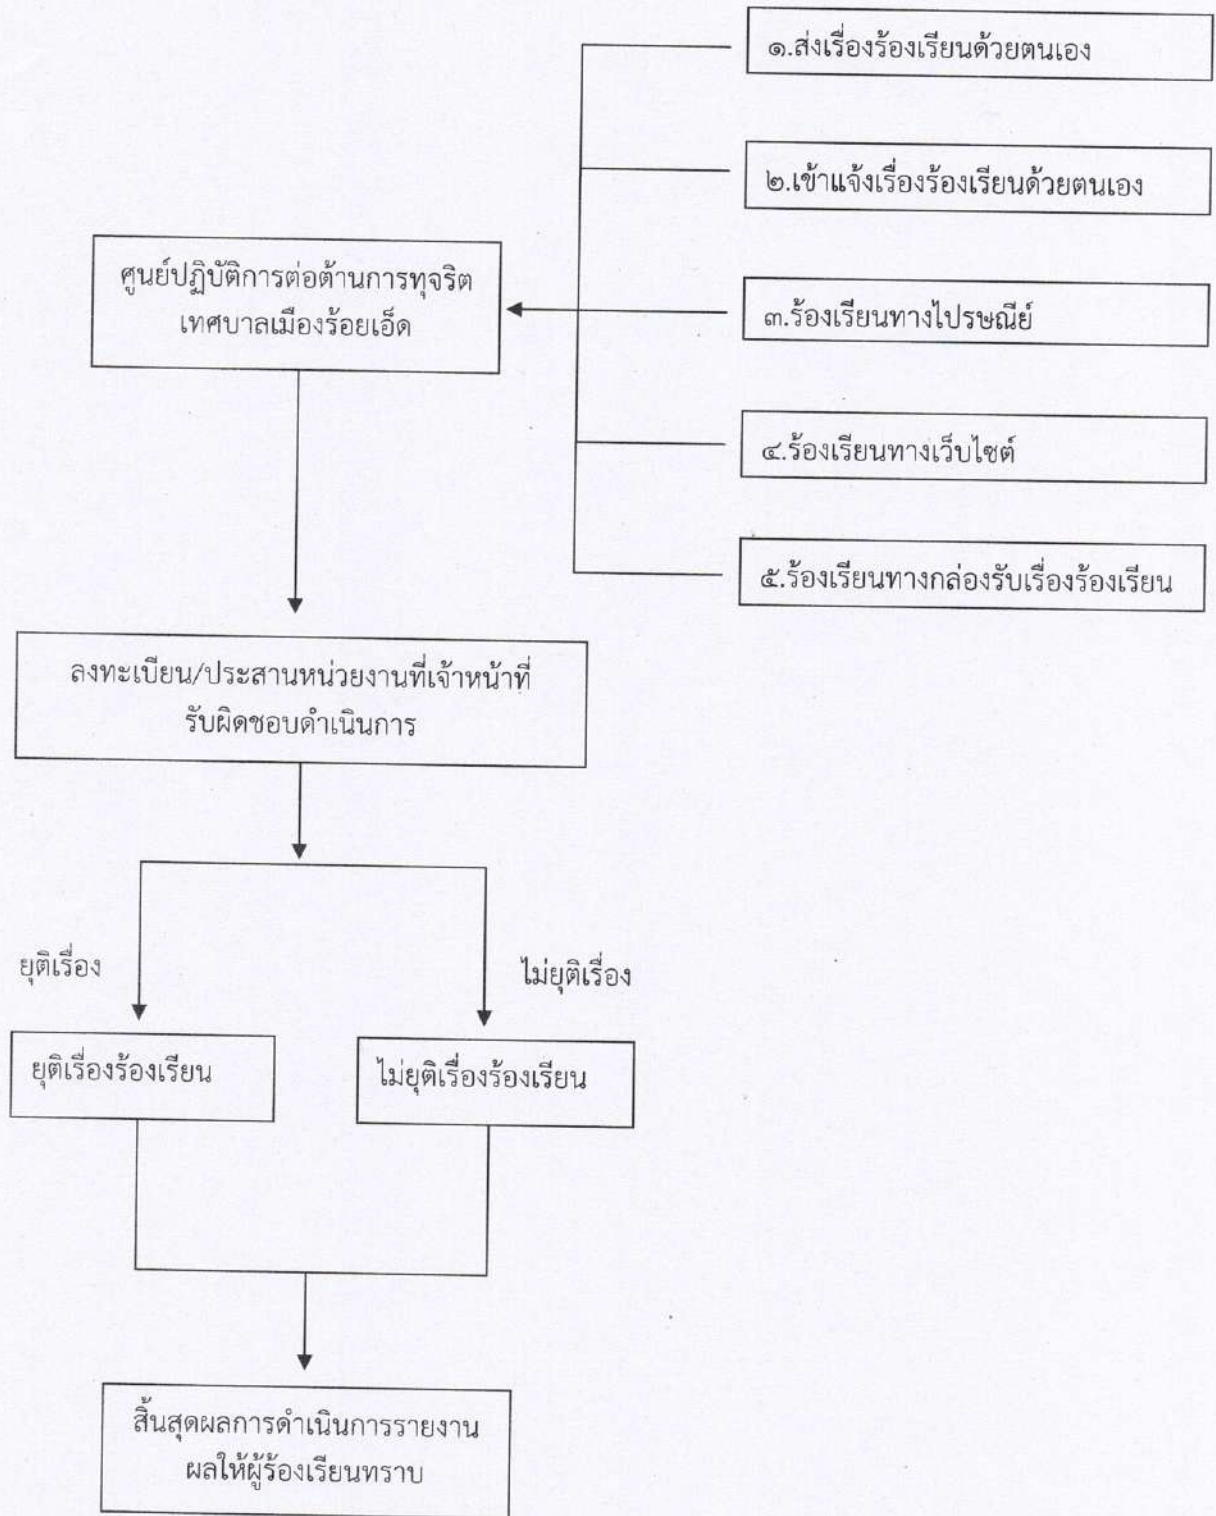 ๑.ส่งเรื่องร้องเรียนด้วยตนเอง
๒.เข้าแจ้งเรื่องร้องเรียนด้วยตนเอง
ศูนย์ปฏิบัติการต่อต้านการทุจริต
เทศบาลเมืองร้อยเอ็ด
๓.ร้องเรียนทางไปรษณีย์
๔.ร้องเรียนทางเว็บไซต์
๕.ร้องเรียนทางกล่องรับเรื่องร้องเรียน
ลงทะเบียน/ประสานหน่วยงานที่เจ้าหน้าที่
รับผิดชอบดำเนินการ
ยุติเรื่อง
ไม่ยุติเรื่อง
ยุติเรื่องร้องเรียน
ไม่ยุติเรื่องร้องเรียน
สิ้นสุดผลการดำเนินการรายงาน
ผลให้ผู้ร้องเรียนทราบ